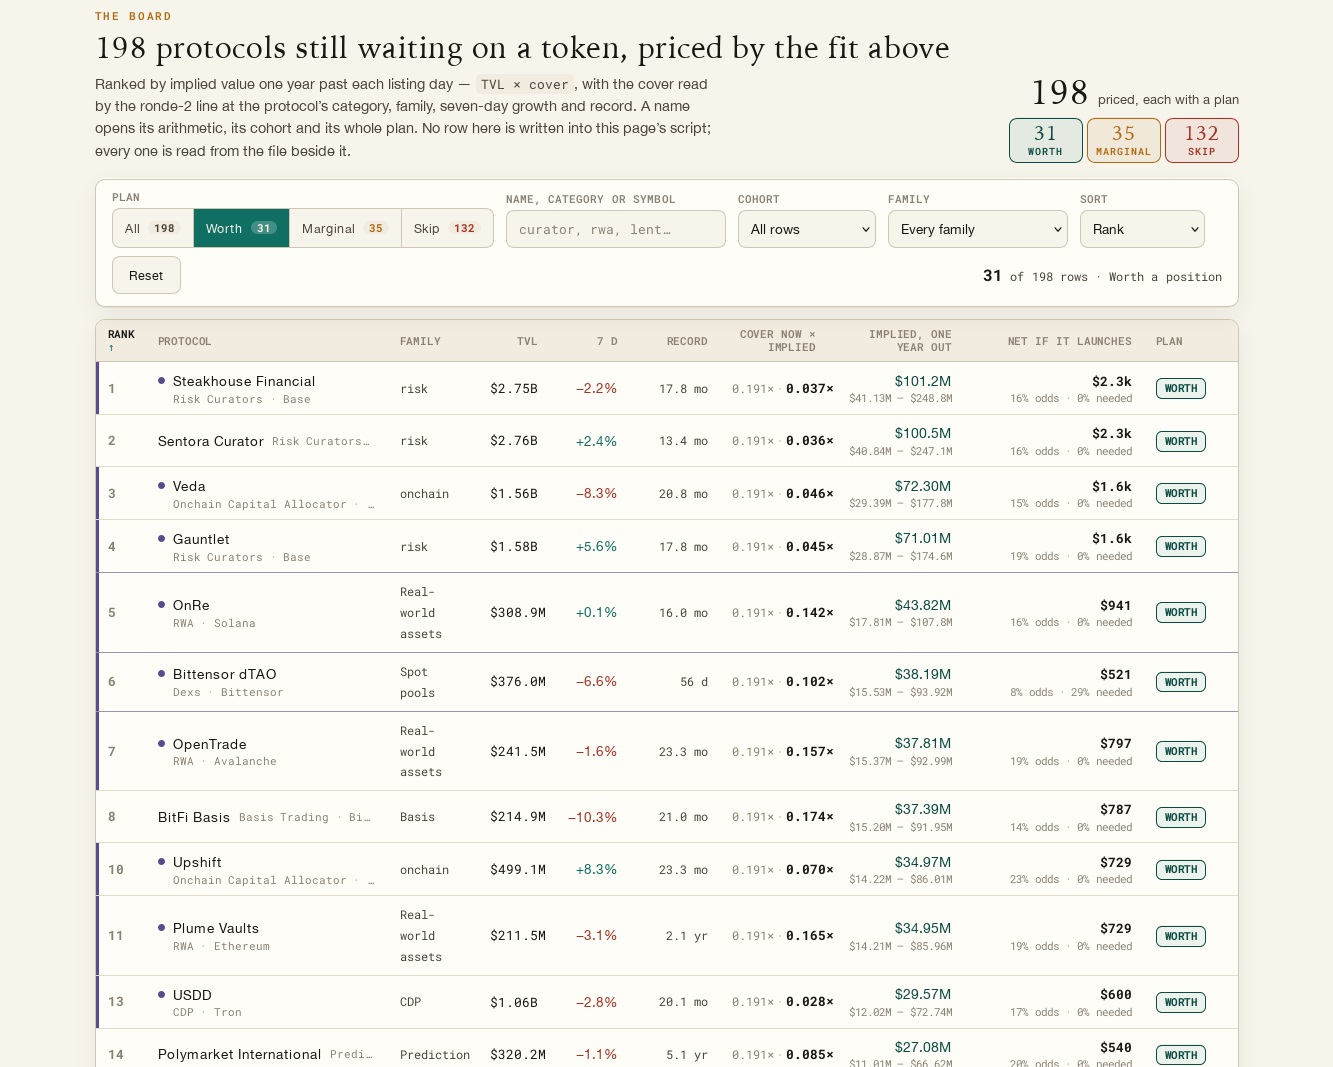 THE BOARD
198 protocols still waiting on a token, priced by the fit above
Ranked by implied value one year past each listing day — TVL × cover, with the cover read
by the ronde-2 line at the protocol's category, family, seven-day growth and record. A name
opens its arithmetic, its cohort and its whole plan. No row here is written into this page's script;
every one is read from the file beside it.
198 priced, each with a plan
31 WORTH
35 MARGINAL
132 SKIP
PLAN
All 198 Worth 31 Marginal 35 Skip 132
NAME, CATEGORY OR SYMBOL
curator, rwa, lent…
COHORT
All rows
FAMILY
Every family
SORT
Rank
Reset
31 of 198 rows · Worth a position
RANK ↑ PROTOCOL FAMILY TVL 7 D RECORD COVER NOW × IMPLIED IMPLIED, ONE YEAR OUT NET IF IT LAUNCHES PLAN
1 Steakhouse Financial risk $2.75B −2.2% 17.8 mo 0.191× · 0.037× $101.2M $2.3k WORTH
Risk Curators · Base $41.13M — $248.8M 16% odds · 0% needed
2 Sentora Curator Risk Curators… risk $2.76B +2.4% 13.4 mo 0.191× · 0.036× $100.5M $2.3k WORTH
$40.84M — $247.1M 16% odds · 0% needed
3 Veda onchain $1.56B −8.3% 20.8 mo 0.191× · 0.046× $72.30M $1.6k WORTH
Onchain Capital Allocator · … $29.39M — $177.8M 15% odds · 0% needed
4 Gauntlet risk $1.58B +5.6% 17.8 mo 0.191× · 0.045× $71.01M $1.6k WORTH
Risk Curators · Base $28.87M — $174.6M 19% odds · 0% needed
5 OnRe Real-world assets $308.9M +0.1% 16.0 mo 0.191× · 0.142× $43.82M $941 WORTH
RWA · Solana $17.81M — $107.8M 16% odds · 0% needed
6 Bittensor dTAO Spot pools $376.0M −6.6% 56 d 0.191× · 0.102× $38.19M $521 WORTH
Dexs · Bittensor $15.53M — $93.92M 8% odds · 29% needed
7 OpenTrade Real-world assets $241.5M −1.6% 23.3 mo 0.191× · 0.157× $37.81M $797 WORTH
RWA · Avalanche $15.37M — $92.99M 19% odds · 0% needed
8 BitFi Basis Basis Trading · Bi… Basis $214.9M −10.3% 21.0 mo 0.191× · 0.174× $37.39M $787 WORTH
$15.20M — $91.95M 14% odds · 0% needed
10 Upshift onchain $499.1M +8.3% 23.3 mo 0.191× · 0.070× $34.97M $729 WORTH
Onchain Capital Allocator · … $14.22M — $86.01M 23% odds · 0% needed
11 Plume Vaults Real-world assets $211.5M −3.1% 2.1 yr 0.191× · 0.165× $34.95M $729 WORTH
RWA · Ethereum $14.21M — $85.96M 19% odds · 0% needed
13 USDD CDP $1.06B −2.8% 20.1 mo 0.191× · 0.028× $29.57M $600 WORTH
CDP · Tron $12.02M — $72.74M 17% odds · 0% needed
14 Polymarket International Predi… Prediction $320.2M −1.1% 5.1 yr 0.191× · 0.085× $27.08M $540 WORTH
$11.01M — $66.62M 20% odds · 0% needed